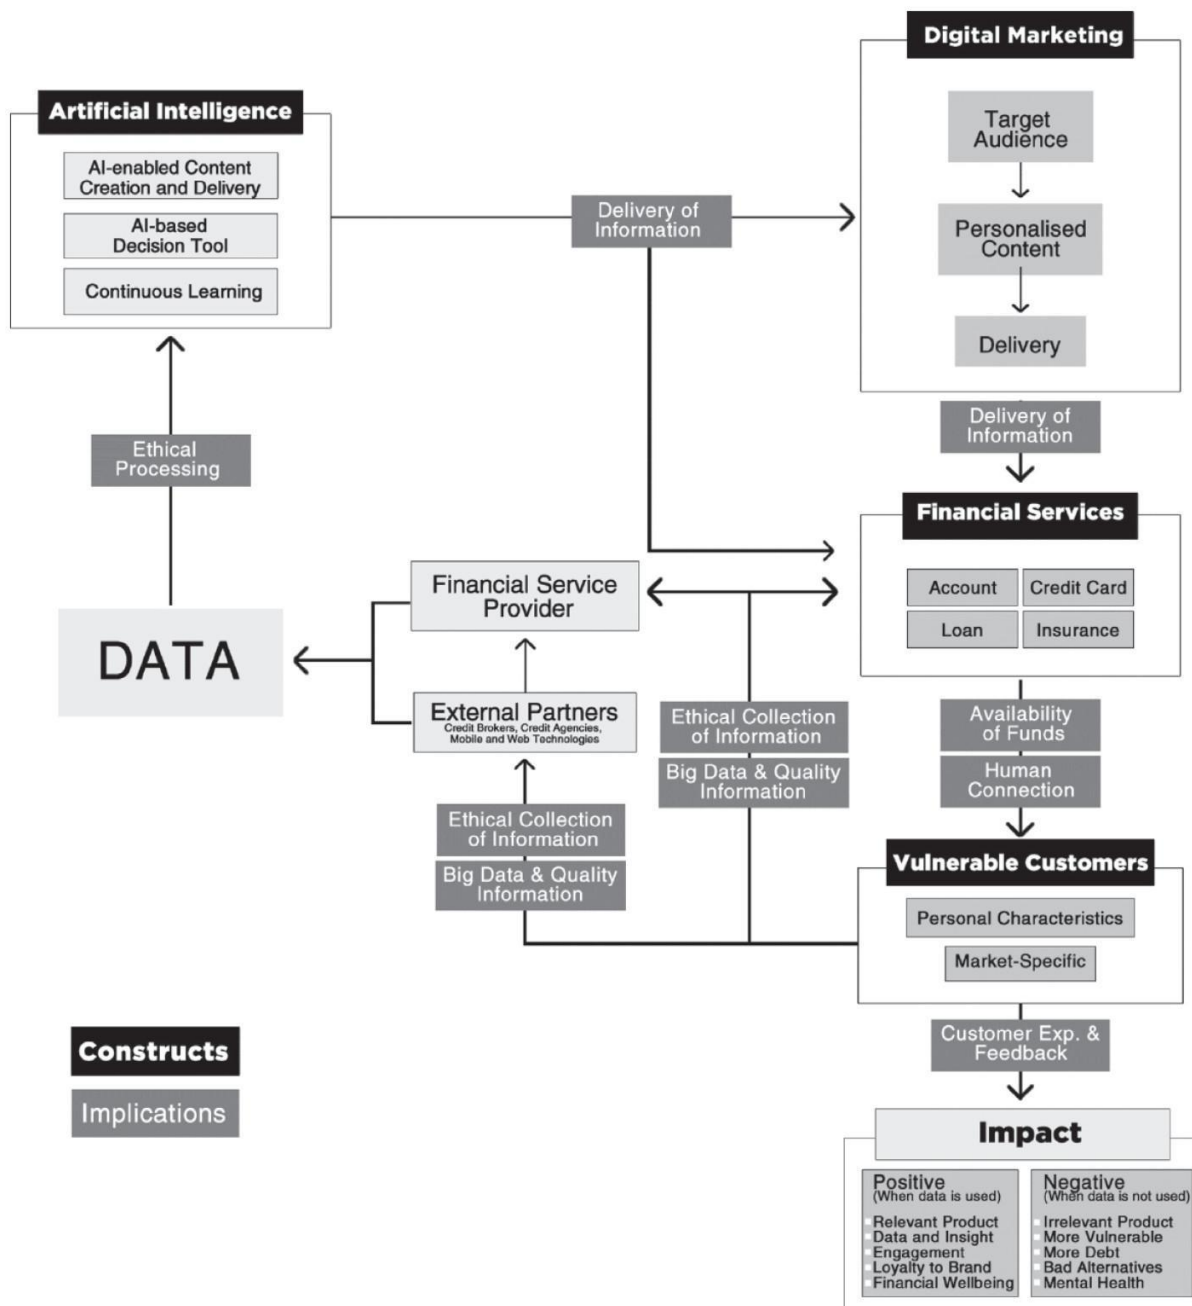 Digital Marketing
Target
Audience
Personalised
Content
Delivery
Artificial Intelligence
AI-enabled Content
Creation and Delivery
AI-based
Decision Tool
Continuous Learning
Delivery of
Information
Delivery of
Information
Ethical
Processing
Financial Services
Account
Credit Card
Loan
Insurance
DATA
Financial Service
Provider
External Partners
Credit Brokers, Credit Agencies,
Mobile and Web Technologies
Ethical Collection
of Information
Big Data & Quality
Information
Ethical Collection
of Information
Big Data & Quality
Information
Availability
of Funds
Human
Connection
Vulnerable Customers
Personal Characteristics
Market-Specific
Customer Exp. &
Feedback
Constructs
Implications
Impact
Positive
(When data is used)
Relevant Product
Data and Insight
Engagement
Loyalty to Brand
Financial Wellbeing
Negative
(When data is not used)
Irrelevant Product
More Vulnerable
More Debt
Bad Alternatives
Mental Health